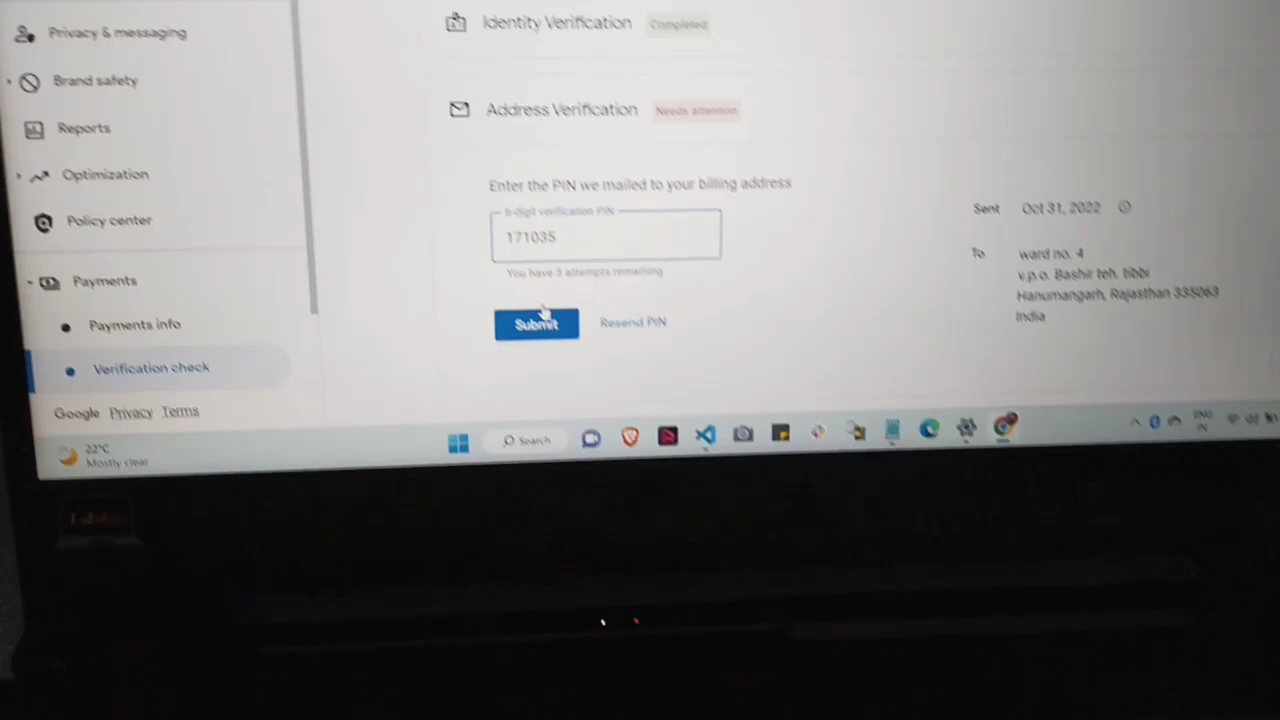 Privacy & messaging
Brand safety
Reports
Optimization
Policy center
Payments
Payments info
Verification check
Google Privacy Terms
Identity Verification Completed
Address Verification Needs attention
Enter the PIN we mailed to your billing address
6-digit verification PIN
171035
You have 3 attempts remaining
Submit Resend PIN
Sent Oct 31, 2022
To ward no. 4
v.p.o. Bashir teh. tibbi
Hanumangarh, Rajasthan 335063
India
22°C
Mostly clear
Search
ENG
IN